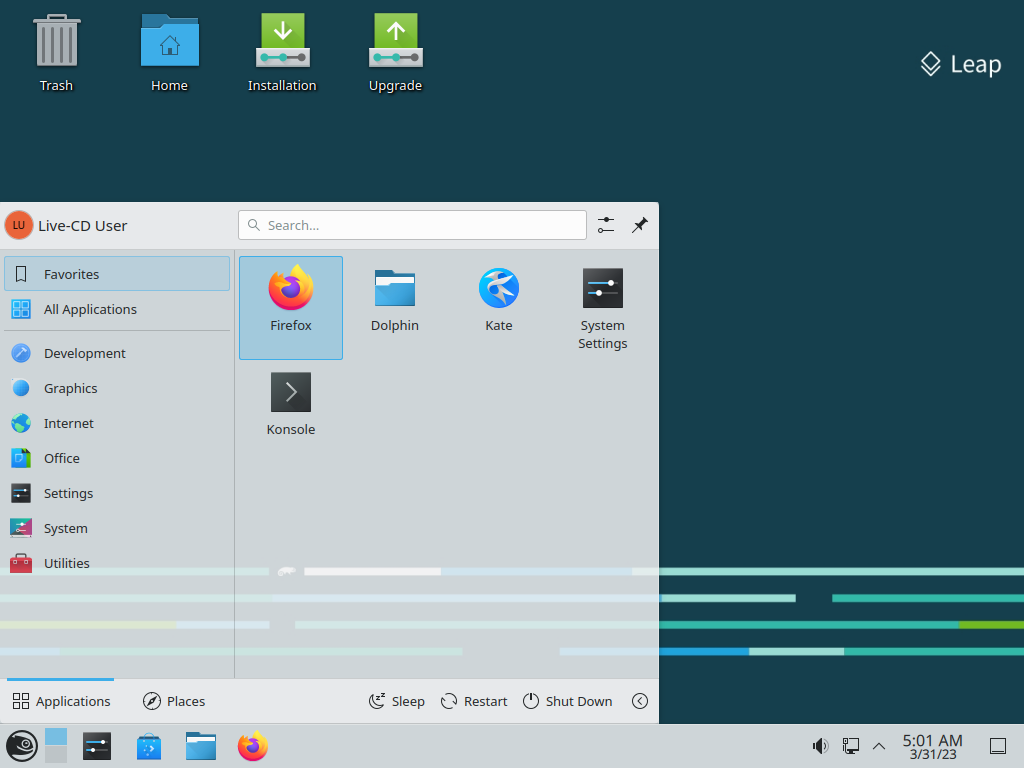 Trash
Home
Installation
Upgrade
Leap
LU
Live-CD User
Search...
Favorites
All Applications
Development
Graphics
Internet
Office
Settings
System
Utilities
Firefox
Dolphin
Kate
System
Settings
Konsole
Applications
Places
Sleep
Restart
Shut Down
5:01 AM
3/31/23